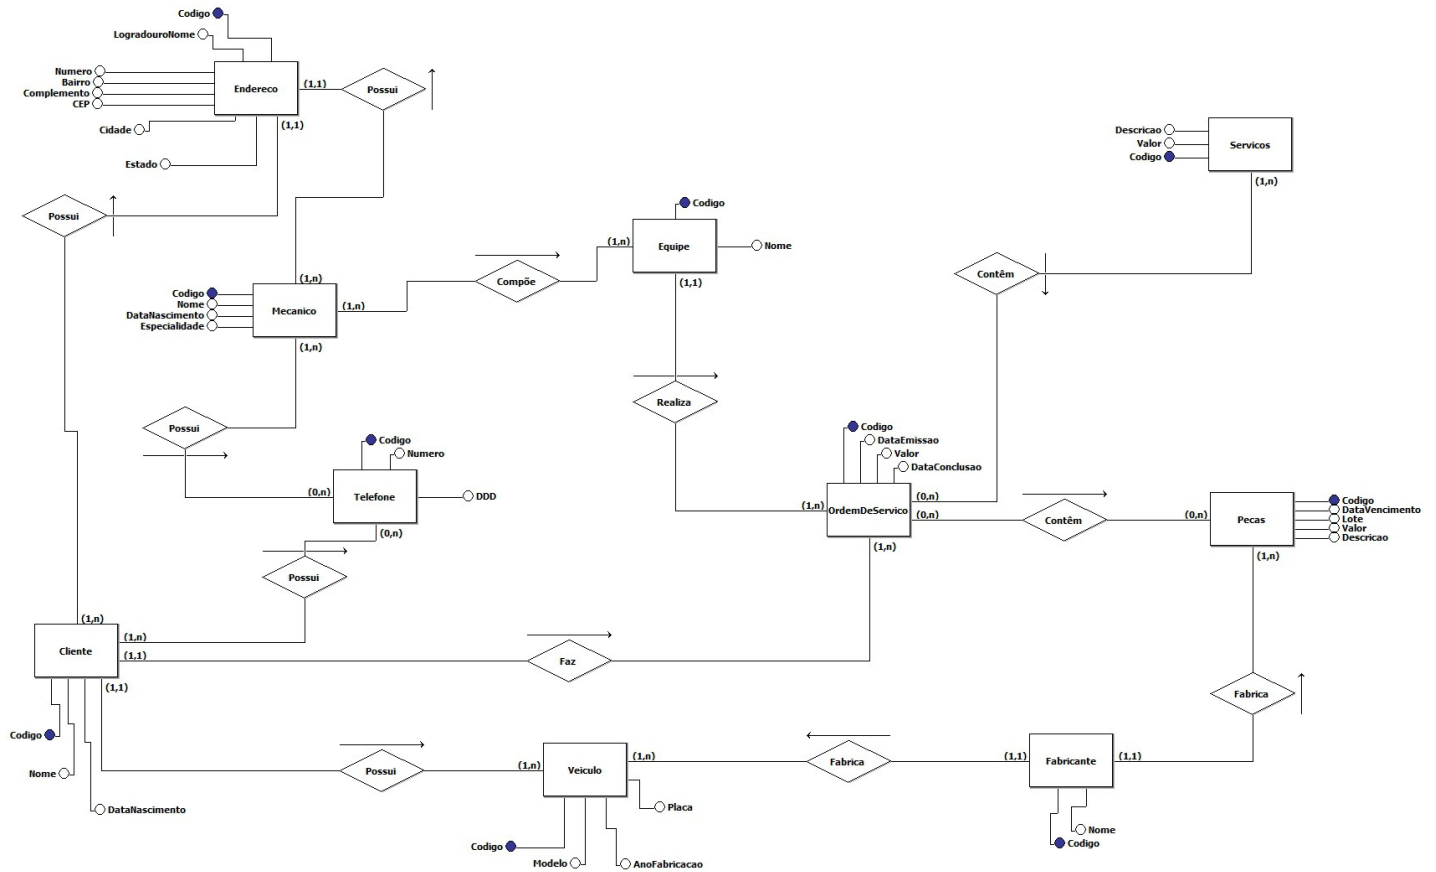 Codigo
LogradouroNome
Numero
Bairro
Complemento
CEP
Cidade
Estado
Endereco
(1,1)
(1,1)
Possui
Possui
Descricao
Valor
Codigo
Servicos
(1,n)
Codigo
Equipe
Nome
(1,n)
(1,1)
Compõe
Contêm
(1,n)
Codigo
Nome
DataNascimento
Especialidade
Mecanico
(1,n)
(1,n)
Realiza
Possui
Codigo
Numero
Telefone
DDD
(0,n)
(0,n)
Codigo
DataEmissao
Valor
DataConclusao
OrdemDeServico
(1,n)
(0,n)
(0,n)
(1,n)
Contêm
(0,n)
Pecas
Codigo
DataVencimento
Lote
Valor
Descricao
(1,n)
Possui
(1,n)
Cliente
(1,n)
(1,1)
(1,1)
Faz
Fabrica
Codigo
Nome
DataNascimento
Possui
(1,n)
Veiculo
(1,n)
Placa
Codigo
Modelo
AnoFabricacao
Fabrica
(1,1)
Fabricante
(1,1)
Nome
Codigo